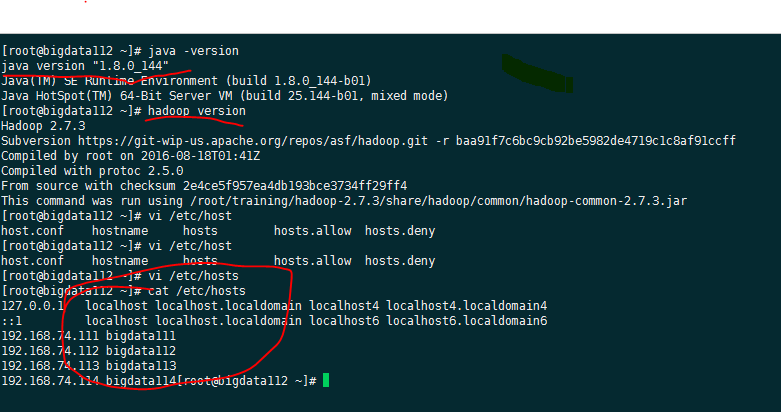 [root@bigdata112 ~]# java -version
java version "1.8.0_144"
Java(TM) SE Runtime Environment (build 1.8.0_144-b01)
Java HotSpot(TM) 64-Bit Server VM (build 25.144-b01, mixed mode)
[root@bigdata112 ~]# hadoop version
Hadoop 2.7.3
Subversion https://git-wip-us.apache.org/repos/asf/hadoop.git -r baa91f7c6bc9cb92be5982de4719c1c8af91ccff
Compiled by root on 2016-08-18T01:41Z
Compiled with protoc 2.5.0
From source with checksum 2e4ce5f957ea4db193bce3734ff29ff4
This command was run using /root/training/hadoop-2.7.3/share/hadoop/common/hadoop-common-2.7.3.jar
[root@bigdata112 ~]# vi /etc/host
host.conf    hostname     hosts        hosts.allow  hosts.deny
[root@bigdata112 ~]# vi /etc/host
host.conf    hostname     hosts        hosts.allow  hosts.deny
[root@bigdata112 ~]# vi /etc/hosts
[root@bigdata112 ~]# cat /etc/hosts
127.0.0.1   localhost localhost.localdomain localhost4 localhost4.localdomain4
::1         localhost localhost.localdomain localhost6 localhost6.localdomain6
192.168.74.111 bigdata111
192.168.74.112 bigdata112
192.168.74.113 bigdata113
192.168.74.114 bigdata114[root@bigdata112 ~]#